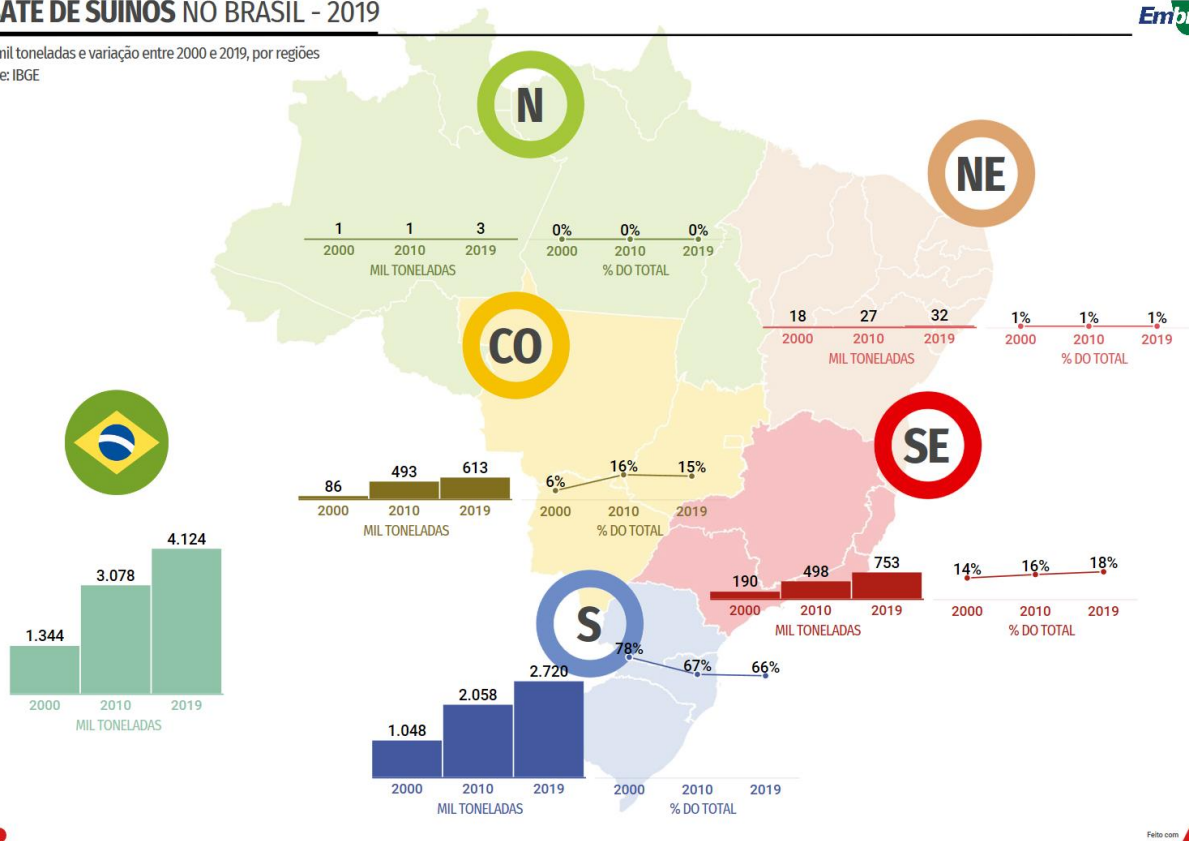 ATE DE SUÍNOS NO BRASIL - 2019
mil toneladas e variação entre 2000 e 2019, por regiões
e: IBGE
Emb
N
1 1 3
2000 2010 2019
MIL TONELADAS
0% 0% 0%
2000 2010 2019
% DO TOTAL
NE
18 27 32
2000 2010 2019
MIL TONELADAS
1% 1% 1%
2000 2010 2019
% DO TOTAL
CO
86 493 613
2000 2010 2019
MIL TONELADAS
6% 16% 15%
2000 2010 2019
% DO TOTAL
SE
190 498 753
2000 2010 2019
MIL TONELADAS
14% 16% 18%
2000 2010 2019
% DO TOTAL
1.344 3.078 4.124
2000 2010 2019
MIL TONELADAS
S
1.048 2.058 2.720
2000 2010 2019
MIL TONELADAS
78% 67% 66%
2000 2010 2019
% DO TOTAL
Feito com